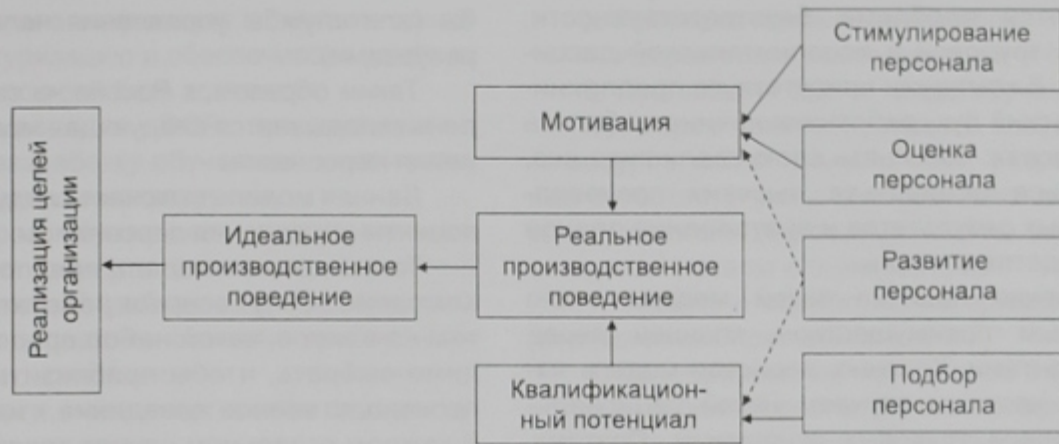 Реализация целей
организации
Идеальное
производственное
поведение
Мотивация
Реальное
производственное
поведение
Квалификацион-
ный потенциал
Стимулирование
персонала
Оценка
персонала
Развитие
персонала
Подбор
персонала